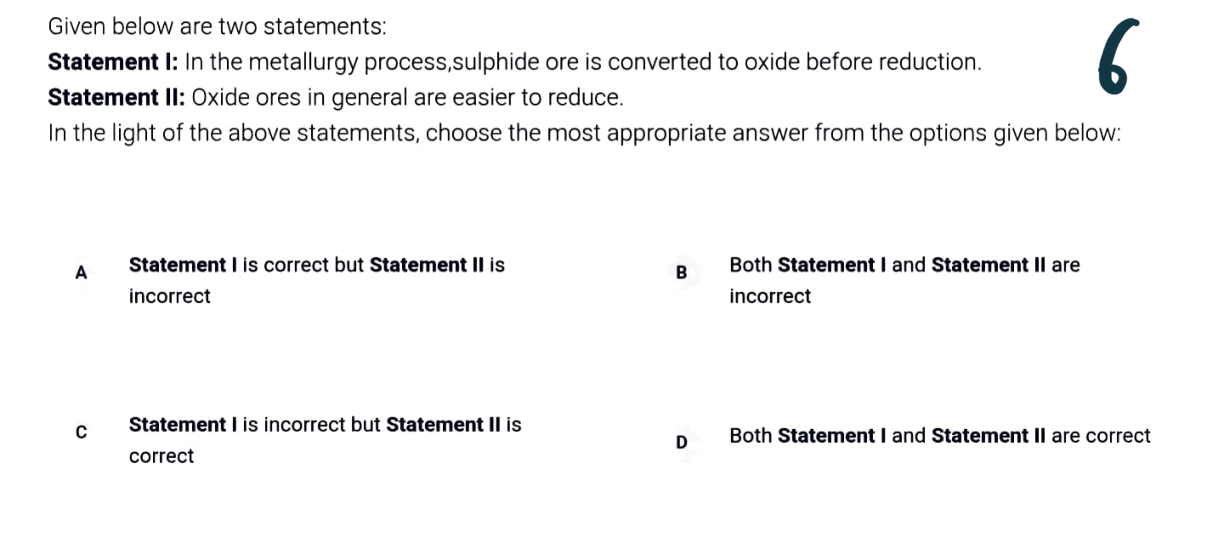 Given below are two statements:
6
Statement I: In the metallurgy process,sulphide ore is converted to oxide before reduction.
Statement II: Oxide ores in general are easier to reduce.
In the light of the above statements, choose the most appropriate answer from the options given below:
A Statement I is correct but Statement II is
incorrect
B Both Statement I and Statement II are
incorrect
C Statement I is incorrect but Statement II is
correct
D Both Statement I and Statement II are correct